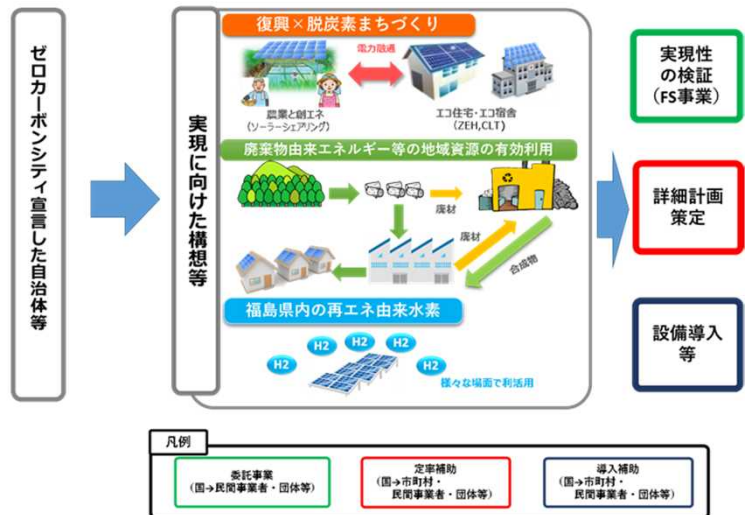 ゼロカーボンシティ宣言した自治体等
実現に向けた構想等
復興×脱炭素まちづくり
電力融通
農業と創エネ
(ソーラーシェアリング)
エコ住宅・エコ宿舎
(ZEH,CLT)
廃棄物由来エネルギー等の地域資源の有効利用
廃材
廃材
合成物
福島県内の再エネ由来水素
H2
H2
H2
H2
H2
H2
様々な場面で利活用
実現性
の検証
(FS事業)
詳細計画
策定
設備導入
等
凡例
委託事業
(国→民間事業者・団体等)
定率補助
(国→市町村・
民間事業者・団体等)
導入補助
(国→市町村・
民間事業者・団体等)